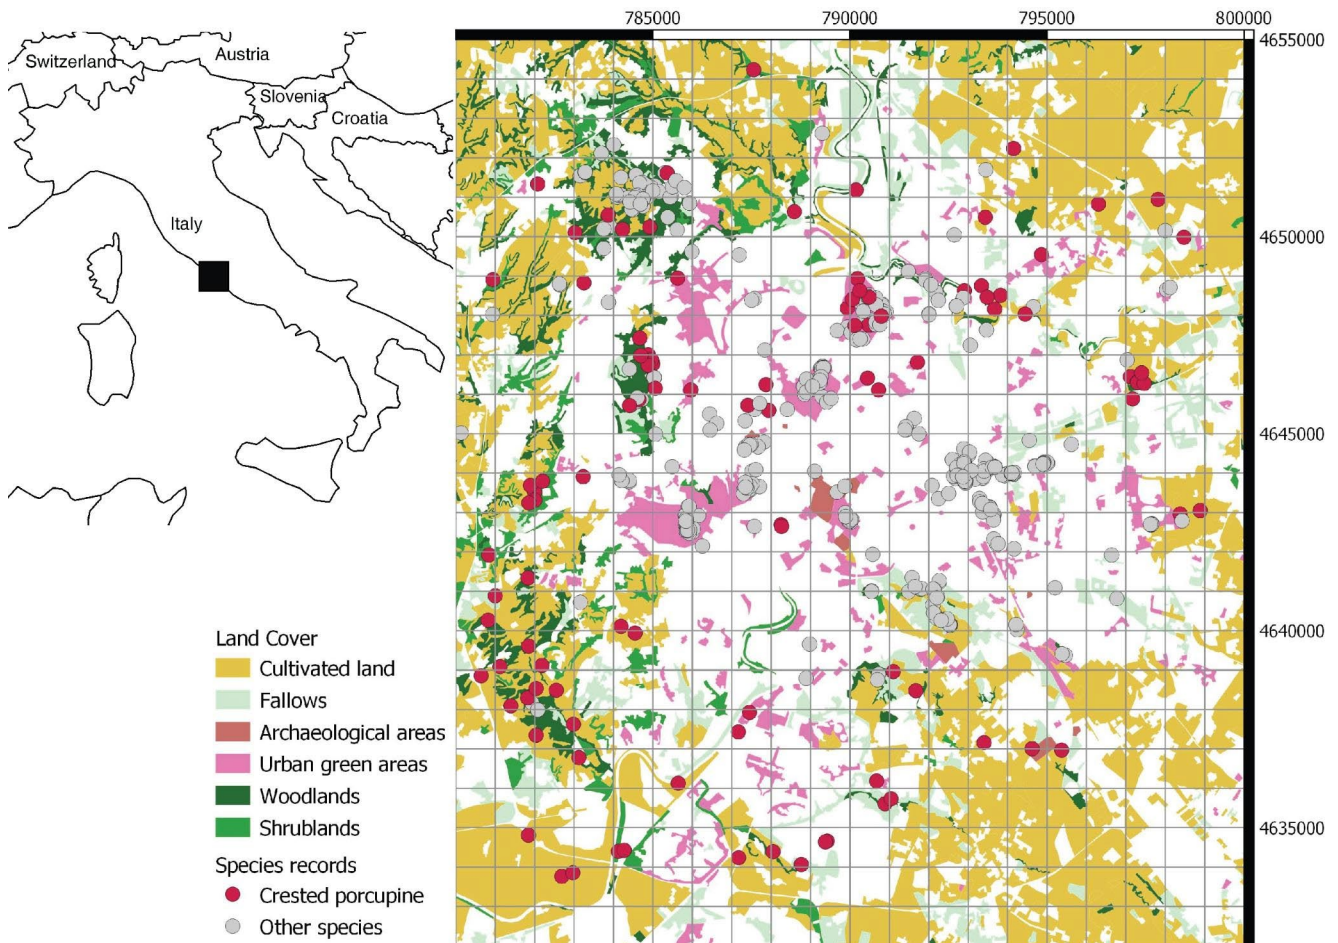 785000 790000 795000 800000
4655000
Switzerland
Austria
Slovenia
Croatia
Italy
4650000
4645000
4640000
4635000
Land Cover
Cultivated land
Fallows
Archaeological areas
Urban green areas
Woodlands
Shrublands
Species records
Crested porcupine
Other species